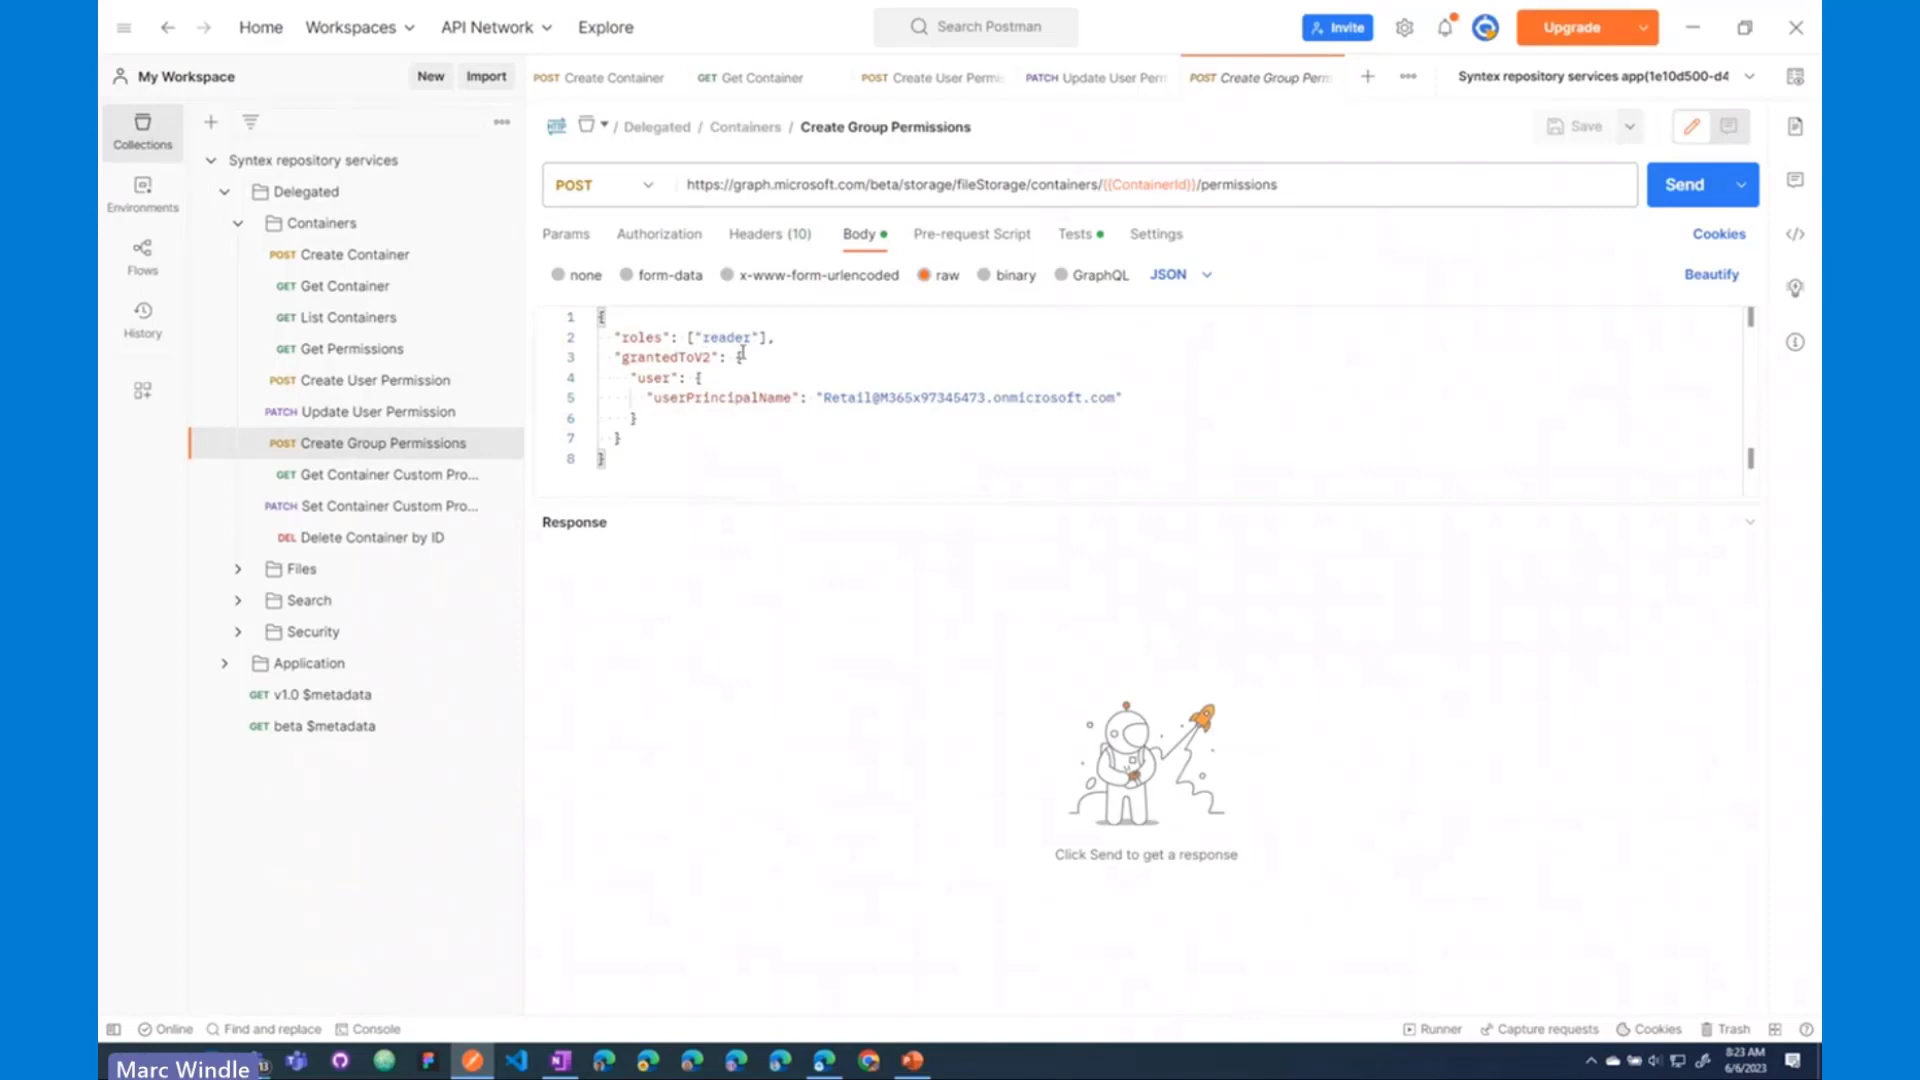 Home
Workspaces
API Network
Explore
Search Postman
Invite
Upgrade
My Workspace
New
Import
POST Create Container
GET Get Container
POST Create User Permis
PATCH Update User Perm
POST Create Group Perm
Syntex repository services app(1e10d500-d4
Collections
Environments
Flows
History
Syntex repository services
Delegated
Containers
POST Create Container
GET Get Container
GET List Containers
GET Get Permissions
POST Create User Permission
PATCH Update User Permission
POST Create Group Permissions
GET Get Container Custom Pro...
PATCH Set Container Custom Pro...
DEL Delete Container by ID
Files
Search
Security
Application
GET v1.0 $metadata
GET beta $metadata
HTTP / Delegated / Containers / Create Group Permissions
Save
POST
https://graph.microsoft.com/beta/storage/fileStorage/containers/{{ContainerId}}/permissions
Send
Params
Authorization
Headers (10)
Body
Pre-request Script
Tests
Settings
Cookies
none
form-data
x-www-form-urlencoded
raw
binary
GraphQL
JSON
Beautify
1 {
2 "roles": ["reader"],
3 "grantedToV2": {
4 "user": {
5 "userPrincipalName": "Retail@M365x97345473.onmicrosoft.com"
6 }
7 }
8 }
Response
Click Send to get a response
Online
Find and replace
Console
Runner
Capture requests
Cookies
Trash
Marc Windle
13
8:23 AM
6/6/2023